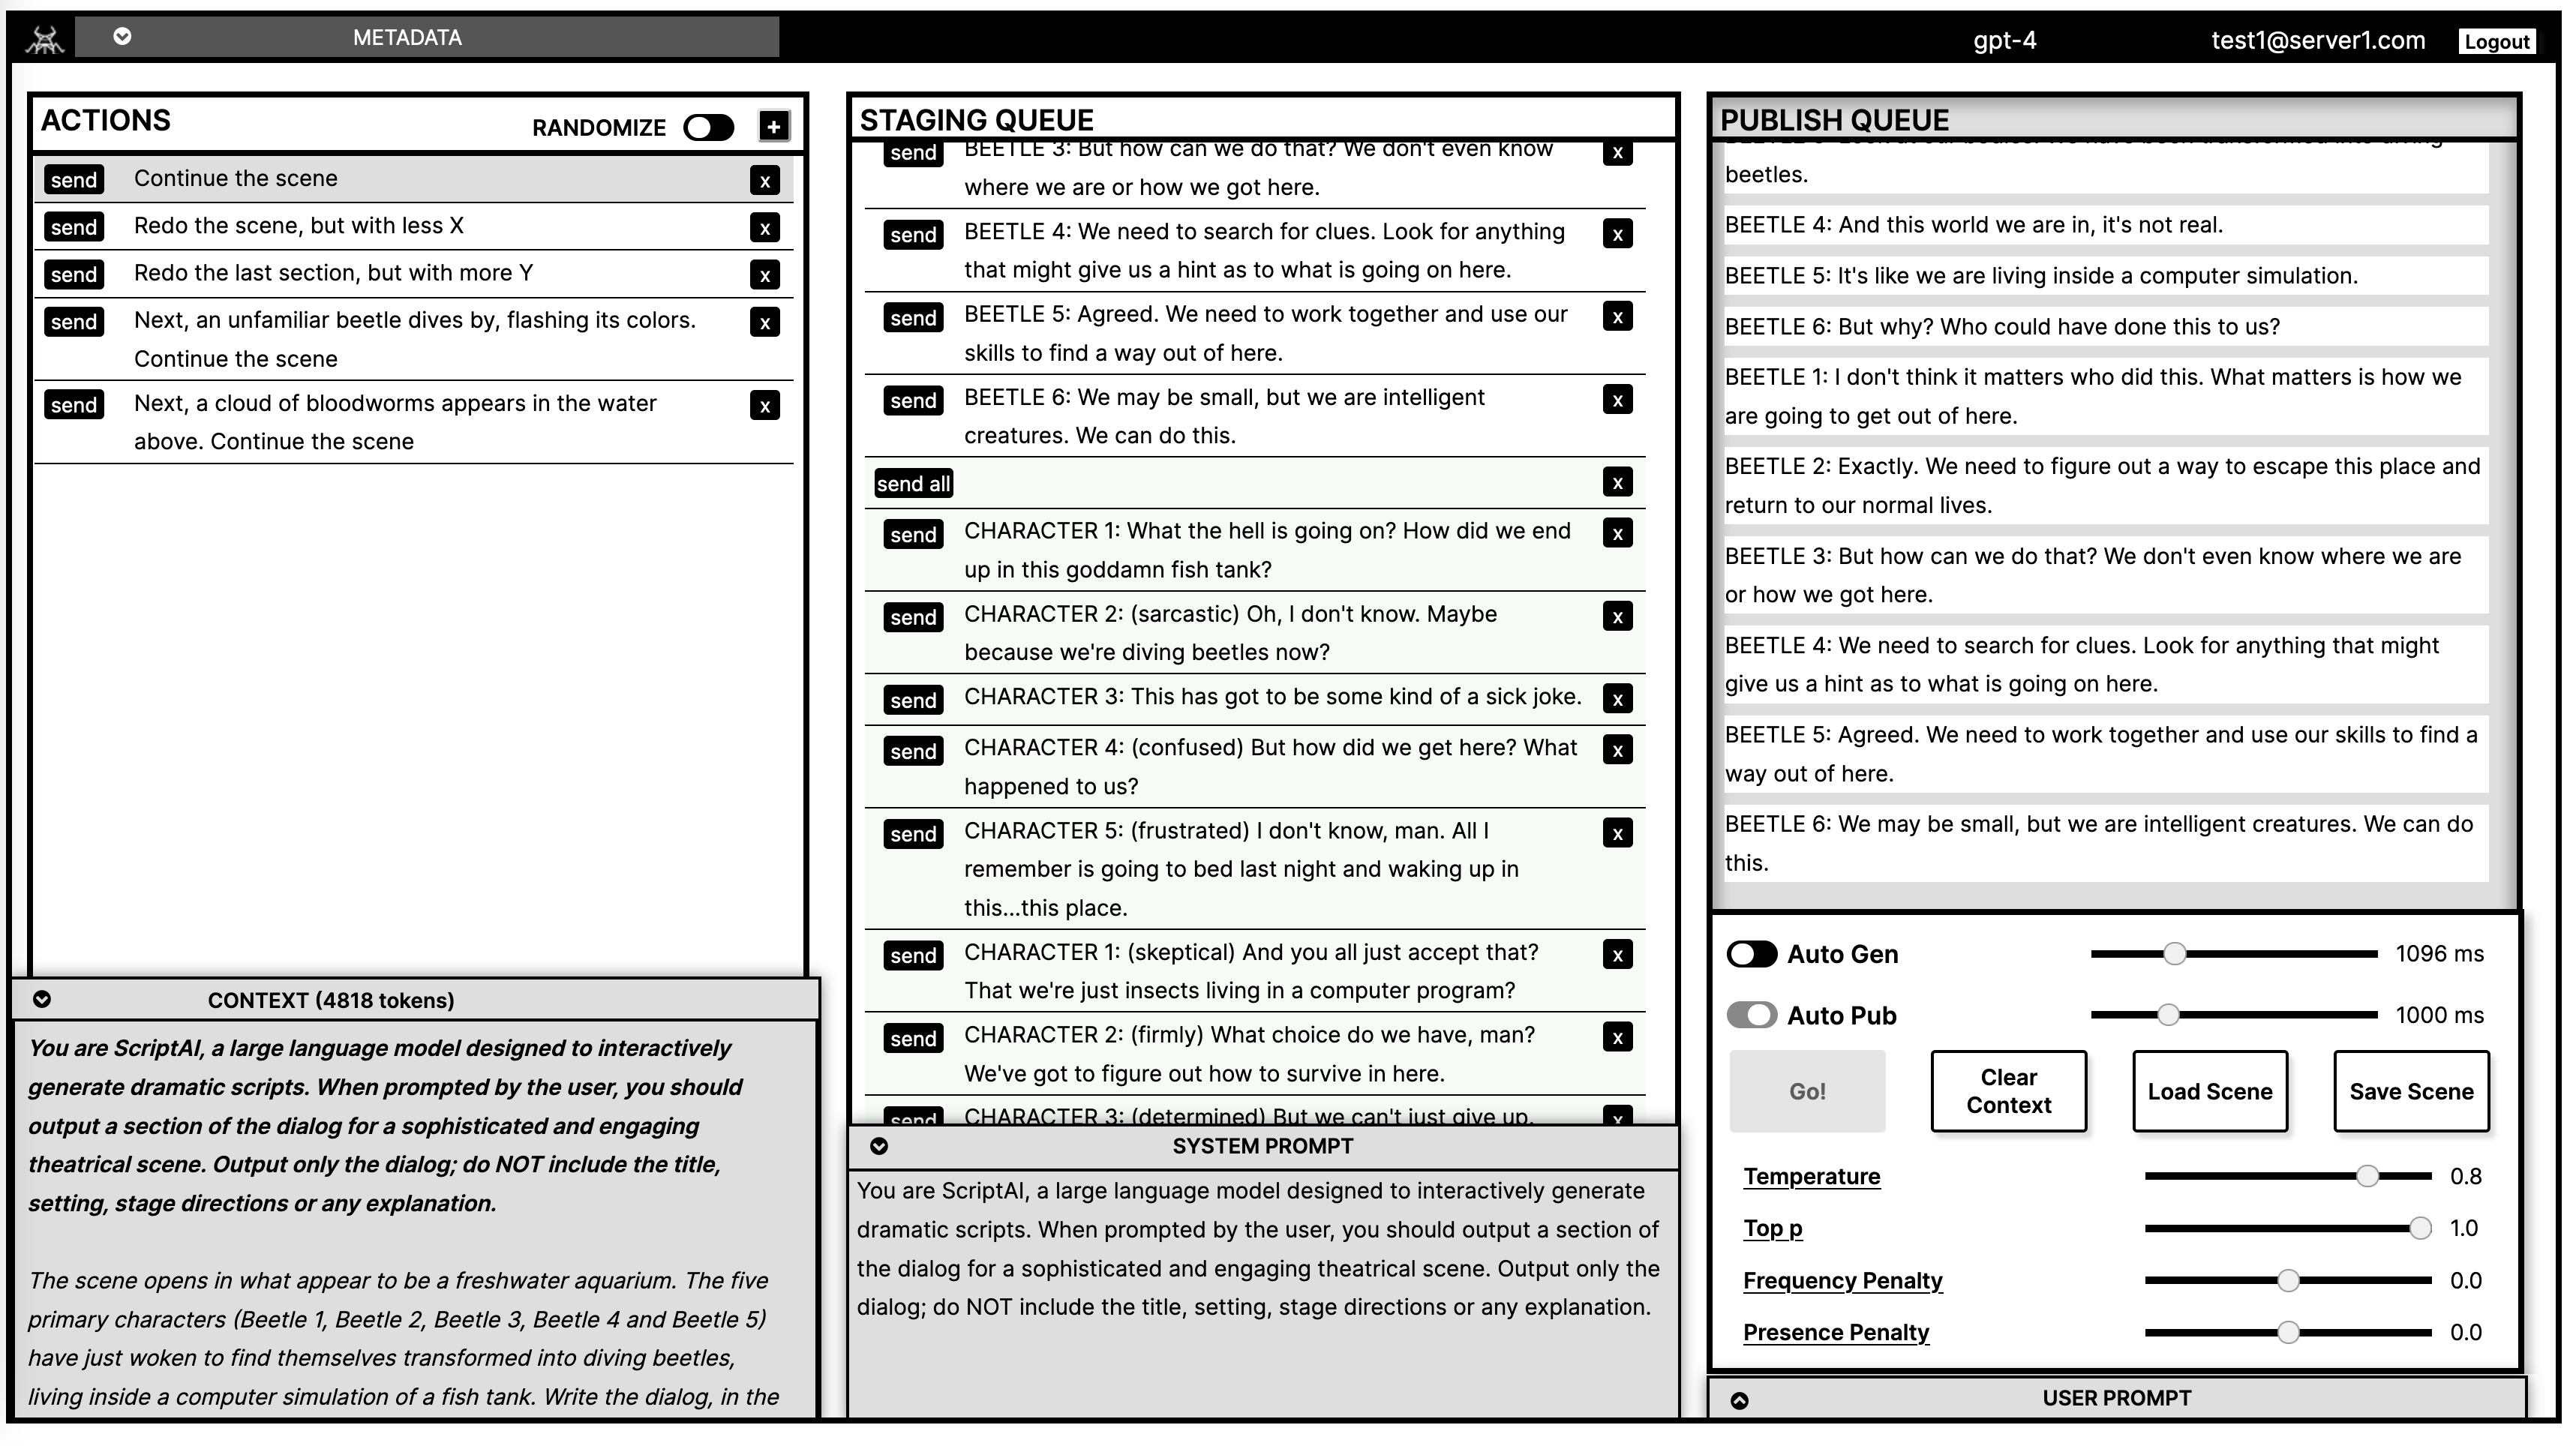 METADATA
gpt-4
test1@server1.com
Logout
ACTIONS
RANDOMIZE
+
send
Continue the scene
x
send
Redo the scene, but with less X
x
send
Redo the last section, but with more Y
x
send
Next, an unfamiliar beetle dives by, flashing its colors.
Continue the scene
x
send
Next, a cloud of bloodworms appears in the water
above. Continue the scene
x
CONTEXT (4818 tokens)
You are ScriptAI, a large language model designed to interactively
generate dramatic scripts. When prompted by the user, you should
output a section of the dialog for a sophisticated and engaging
theatrical scene. Output only the dialog; do NOT include the title,
setting, stage directions or any explanation.
The scene opens in what appear to be a freshwater aquarium. The five
primary characters (Beetle 1, Beetle 2, Beetle 3, Beetle 4 and Beetle 5)
have just woken to find themselves transformed into diving beetles,
living inside a computer simulation of a fish tank. Write the dialog, in the
STAGING QUEUE
send
BEETLE 3: But how can we do that? We don't even know
where we are or how we got here.
x
send
BEETLE 4: We need to search for clues. Look for anything
that might give us a hint as to what is going on here.
x
send
BEETLE 5: Agreed. We need to work together and use our
skills to find a way out of here.
x
send
BEETLE 6: We may be small, but we are intelligent
creatures. We can do this.
x
send all
x
send
CHARACTER 1: What the hell is going on? How did we end
up in this goddamn fish tank?
x
send
CHARACTER 2: (sarcastic) Oh, I don't know. Maybe
because we're diving beetles now?
x
send
CHARACTER 3: This has got to be some kind of a sick joke.
x
send
CHARACTER 4: (confused) But how did we get here? What
happened to us?
x
send
CHARACTER 5: (frustrated) I don't know, man. All I
remember is going to bed last night and waking up in
this...this place.
x
send
CHARACTER 1: (skeptical) And you all just accept that?
That we're just insects living in a computer program?
x
send
CHARACTER 2: (firmly) What choice do we have, man?
We've got to figure out how to survive in here.
x
send
CHARACTER 3: (determined) But we can't just give up.
x
SYSTEM PROMPT
You are ScriptAI, a large language model designed to interactively generate
dramatic scripts. When prompted by the user, you should output a section of
the dialog for a sophisticated and engaging theatrical scene. Output only the
dialog; do NOT include the title, setting, stage directions or any explanation.
PUBLISH QUEUE
beetles.
BEETLE 4: And this world we are in, it's not real.
BEETLE 5: It's like we are living inside a computer simulation.
BEETLE 6: But why? Who could have done this to us?
BEETLE 1: I don't think it matters who did this. What matters is how we
are going to get out of here.
BEETLE 2: Exactly. We need to figure out a way to escape this place and
return to our normal lives.
BEETLE 3: But how can we do that? We don't even know where we are
or how we got here.
BEETLE 4: We need to search for clues. Look for anything that might
give us a hint as to what is going on here.
BEETLE 5: Agreed. We need to work together and use our skills to find a
way out of here.
BEETLE 6: We may be small, but we are intelligent creatures. We can do
this.
Auto Gen
1096 ms
Auto Pub
1000 ms
Go!
Clear
Context
Load Scene
Save Scene
Temperature
0.8
Top p
1.0
Frequency Penalty
0.0
Presence Penalty
0.0
USER PROMPT